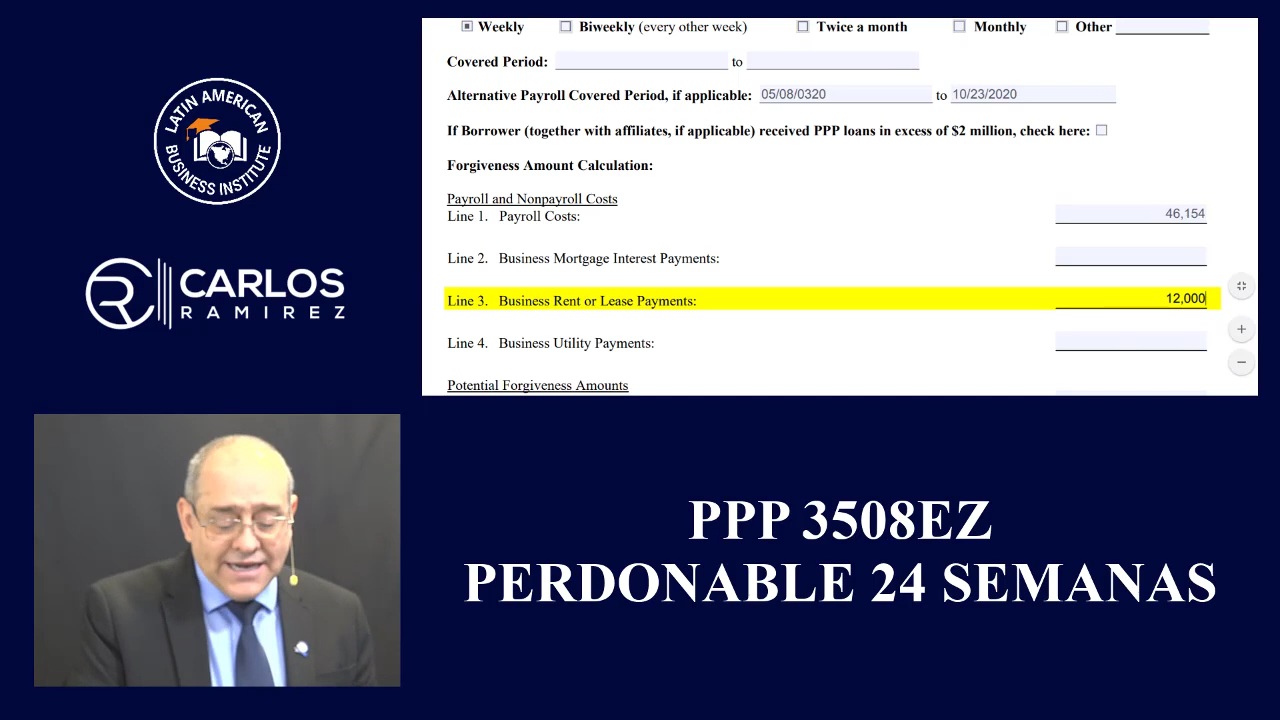 LATIN AMERICAN
BUSINESS INSTITUTE
CARLOS
RAMIREZ
Weekly Biweekly (every other week) Twice a month Monthly Other
Covered Period: to
Alternative Payroll Covered Period, if applicable: 05/08/0320 to 10/23/2020
If Borrower (together with affiliates, if applicable) received PPP loans in excess of $2 million, check here:
Forgiveness Amount Calculation:
Payroll and Nonpayroll Costs
Line 1. Payroll Costs: 46,154
Line 2. Business Mortgage Interest Payments:
Line 3. Business Rent or Lease Payments: 12,000
Line 4. Business Utility Payments:
Potential Forgiveness Amounts
PPP 3508EZ
PERDONABLE 24 SEMANAS